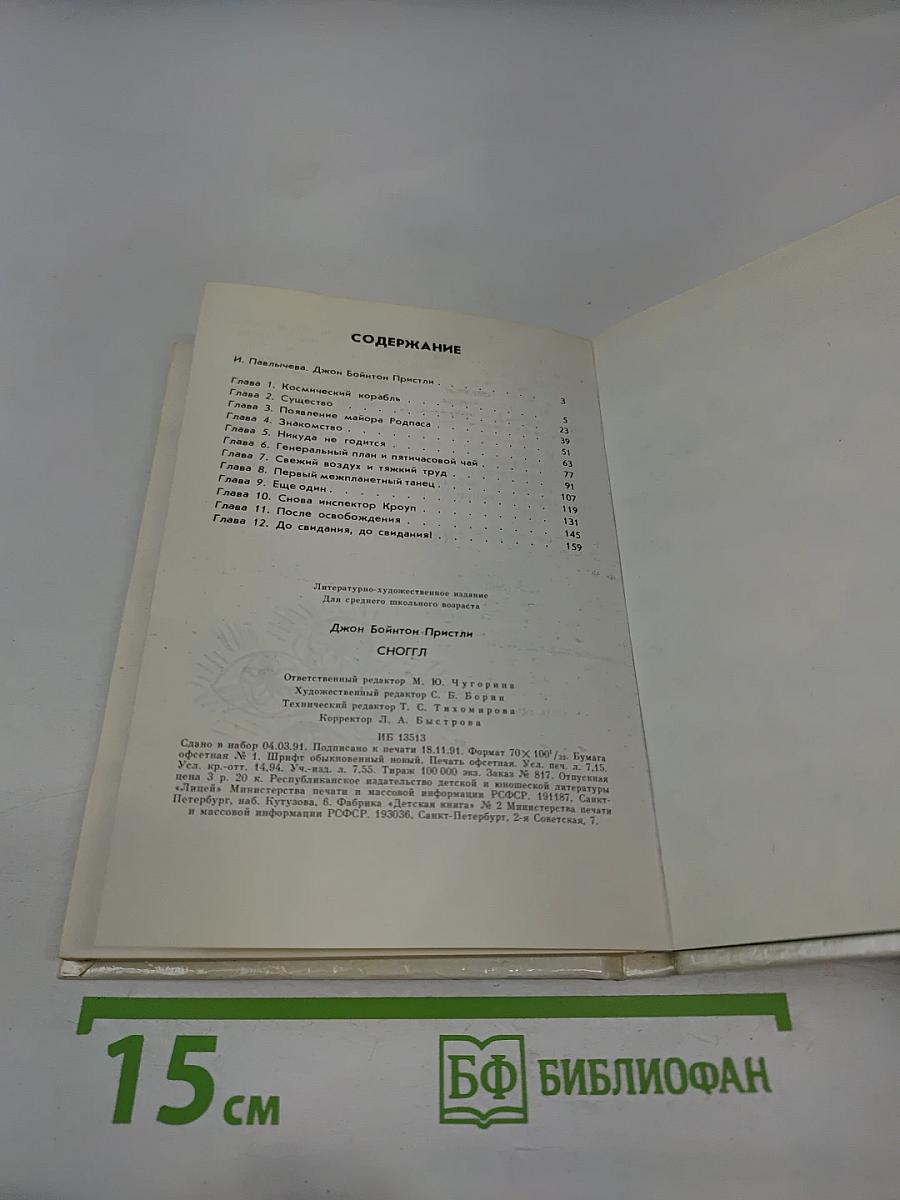 СОДЕРЖАНИЕ
И. Павлычева. Джон Бойнтон Пристли . . . . . . 3
Глава 1. Космический корабль . . . . . . . . 5
Глава 2. Существо . . . . . . . . . . . 23
Глава 3. Появление майора Родпаса . . . . . . . 39
Глава 4. Знакомство . . . . . . . . . . 51
Глава 5. Никуда не годится . . . . . . . . 63
Глава 6. Генеральный план и пятичасовой чай . . . . . 77
Глава 7. Свежий воздух и тяжкий труд . . . . . . 91
Глава 8. Первый межпланетный танец . . . . . . . 107
Глава 9. Еще один . . . . . . . . . . . 119
Глава 10. Снова инспектор Кроуп . . . . . . . 131
Глава 11. После освобождения . . . . . . . . 145
Глава 12. До свидания, до свидания! . . . . . . . 159
Литературно-художественное издание
Для среднего школьного возраста
Джон Бойнтон Пристли
СНОГГЛ
Ответственный редактор М. Ю. Чугорина
Художественный редактор С. Б. Борин
Технический редактор Т. С. Тихомирова
Корректор Л. А. Быстрова
ИБ 13513
Сдано в набор 04.03.91. Подписано к печати 18.11.91. Формат 70×100¹/₃₂. Бумага
офсетная № 1. Шрифт обыкновенный новый. Печать офсетная. Усл. печ. л. 7,15.
Усл. кр.-отт. 14,94. Уч.-изд. л. 7,55. Тираж 100 000 экз. Заказ № 817. Отпускная
цена 3 р. 20 к. Республиканское издательство детской и юношеской литературы
«Лицей» Министерства печати и массовой информации РСФСР. 191187, Санкт-
Петербург, наб. Кутузова, 6. Фабрика «Детская книга» № 2 Министерства печати
и массовой информации РСФСР. 193036, Санкт-Петербург, 2-я Советская, 7.
15 см
БФ БИБЛИОФАН